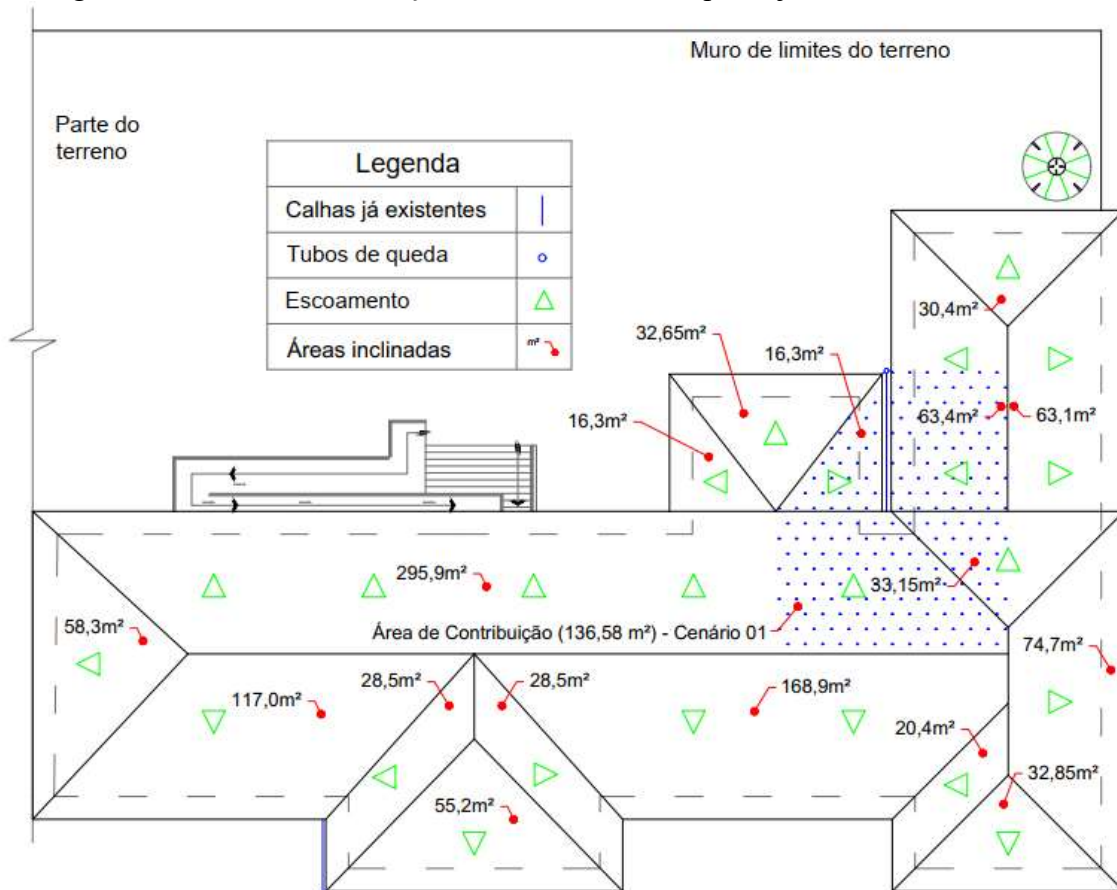 Muro de limites do terreno
Parte do
terreno
Legenda
Calhas já existentes
Tubos de queda
Escoamento
Áreas inclinadas
m²
30,4m²
32,65m²
16,3m²
16,3m²
63,4m²
63,1m²
295,9m²
33,15m²
58,3m²
Área de Contribuição (136,58 m²) - Cenário 01
74,7m²
117,0m²
28,5m²
28,5m²
168,9m²
20,4m²
32,85m²
55,2m²